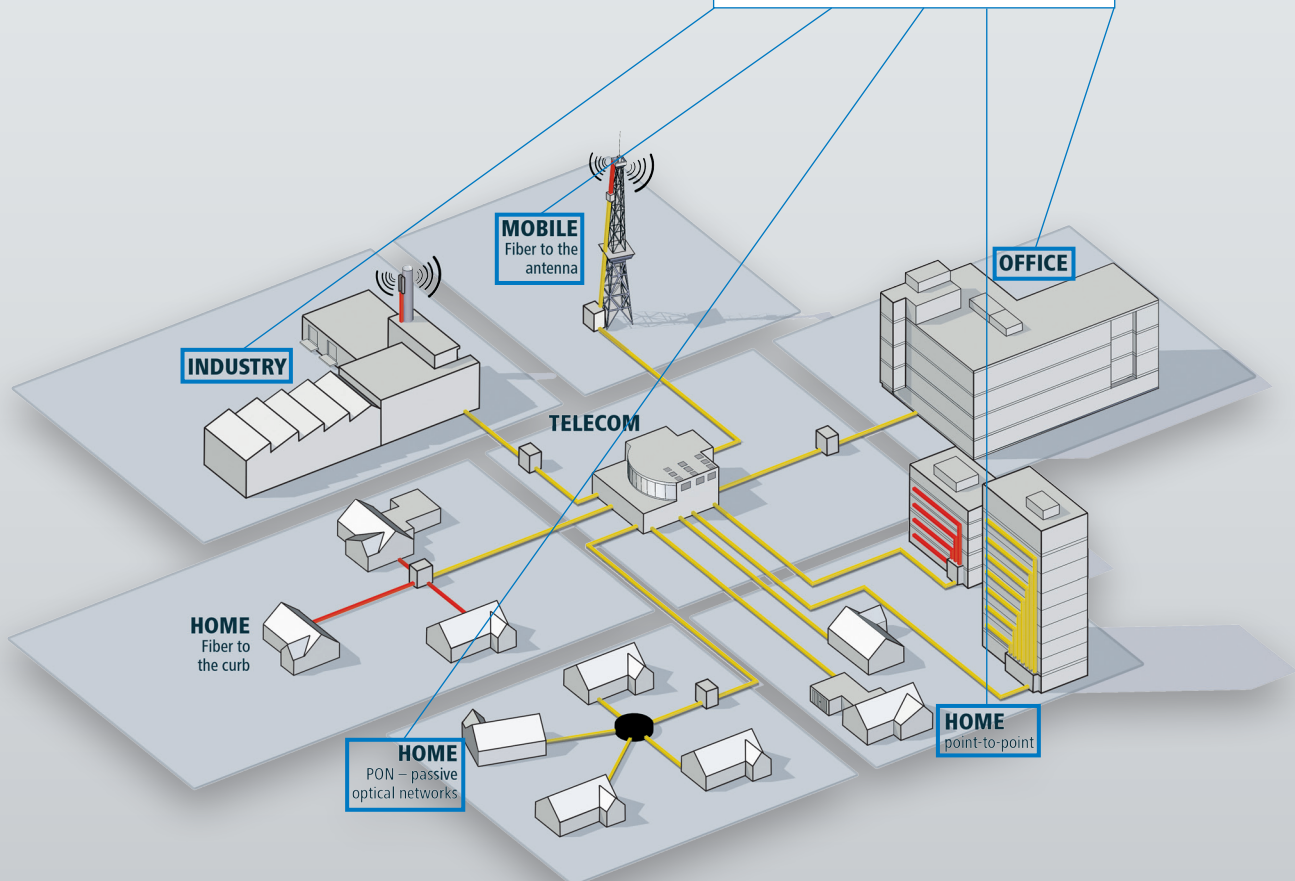 MOBILE
Fiber to the
antenna
OFFICE
INDUSTRY
TELECOM
HOME
Fiber to
the curb
HOME
point-to-point
HOME
PON – passive
optical networks